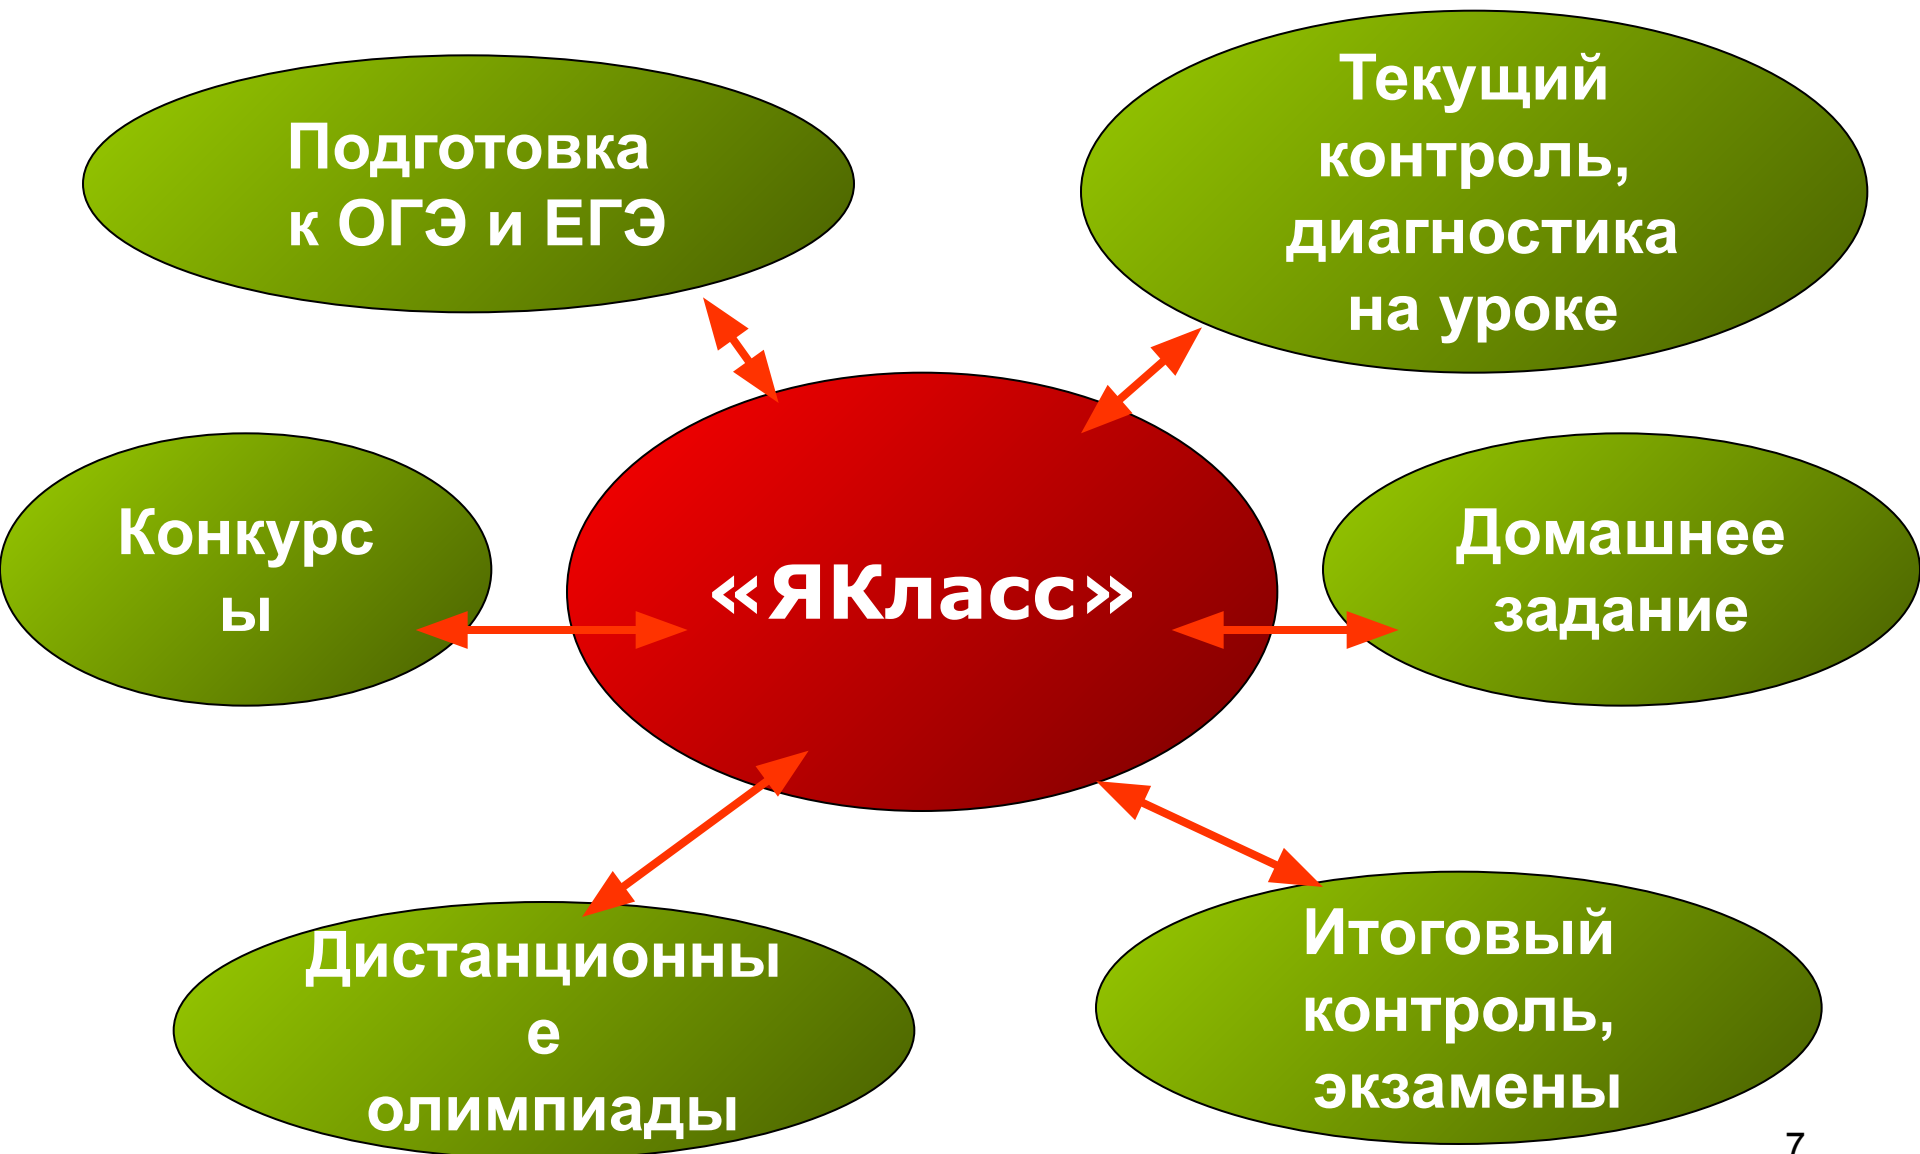 Подготовка
к ОГЭ и ЕГЭ
Текущий
контроль,
диагностика
на уроке
Конкурс
ы
«ЯКласс»
Домашнее
задание
Дистанционны
е
олимпиады
Итоговый
контроль,
экзамены
7